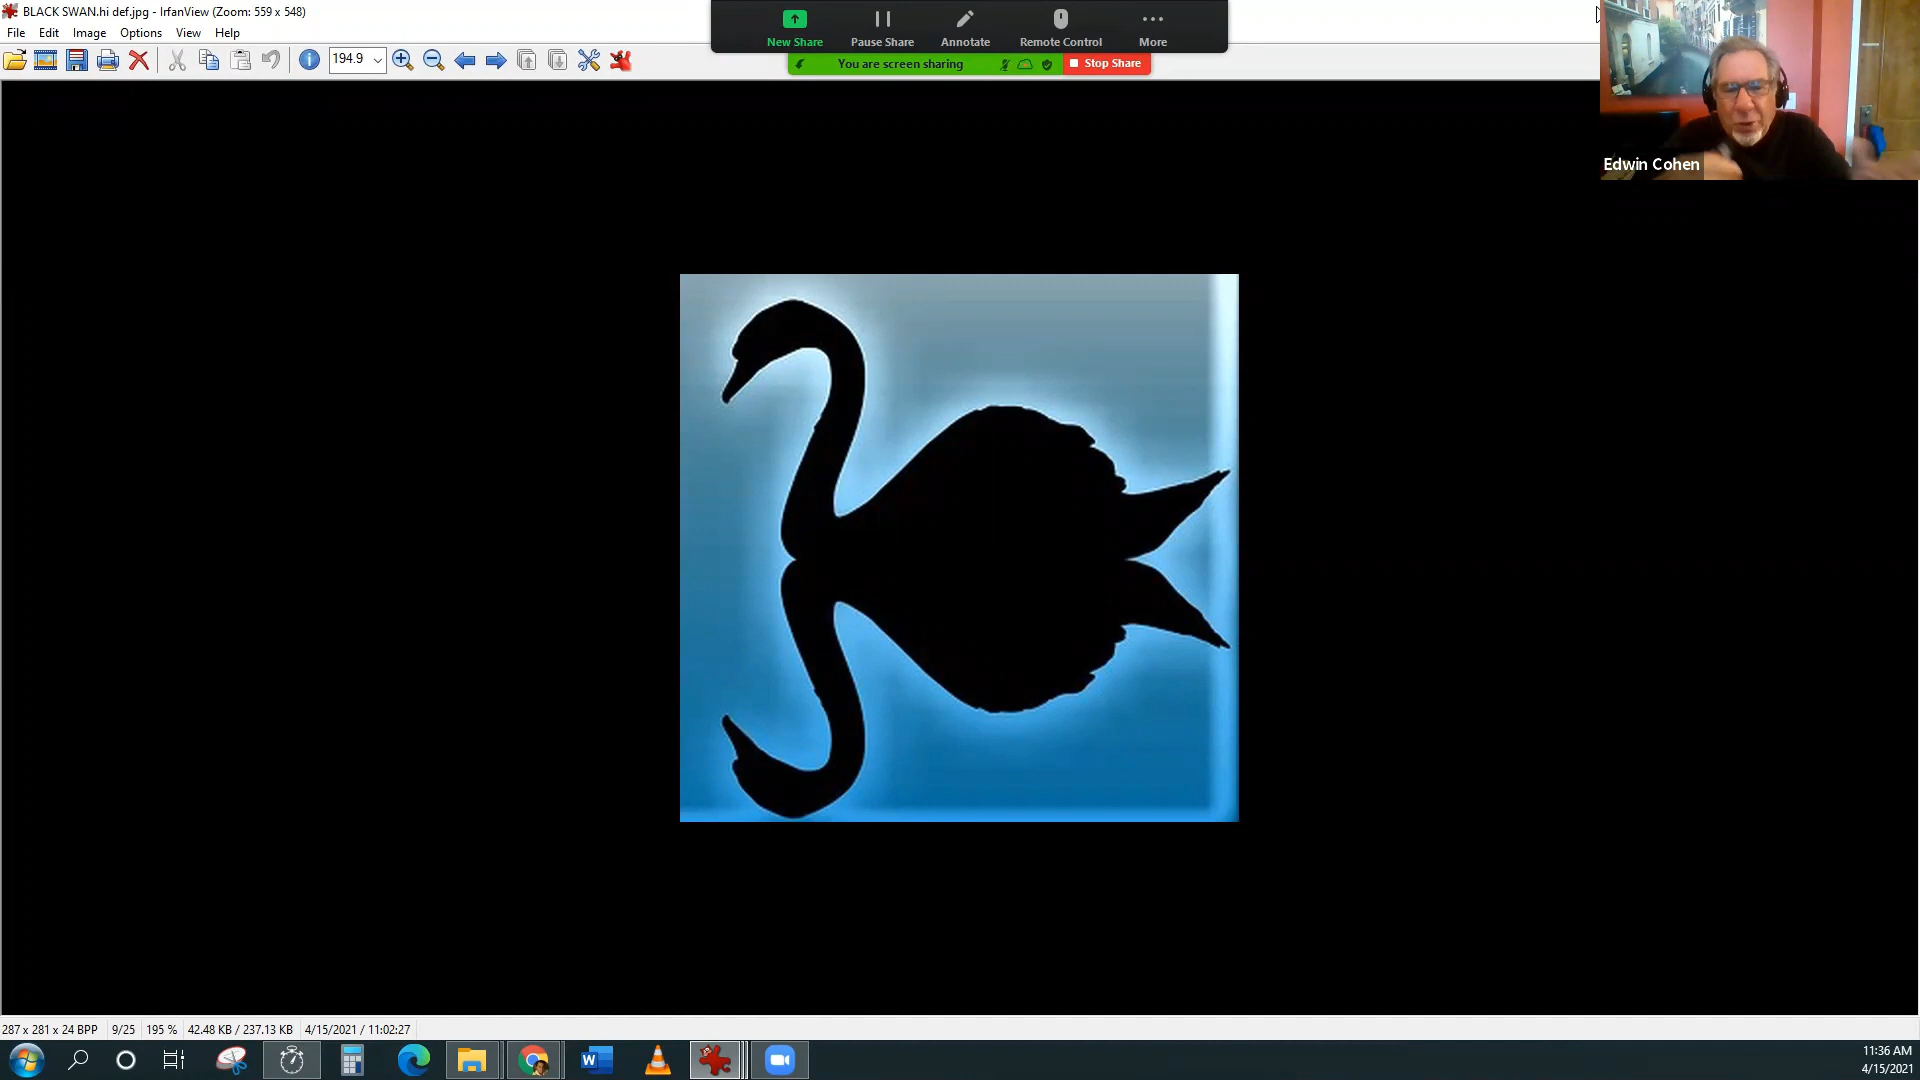 BLACK SWAN.hi def.jpg - IrfanView (Zoom: 559 x 548)
File Edit Image Options View Help
New Share Pause Share Annotate Remote Control More
194.9
You are screen sharing Stop Share
Edwin Cohen
287 x 281 x 24 BPP 9/25 195 % 42.48 KB / 237.13 KB 4/15/2021 / 11:02:27
11:36 AM
4/15/2021